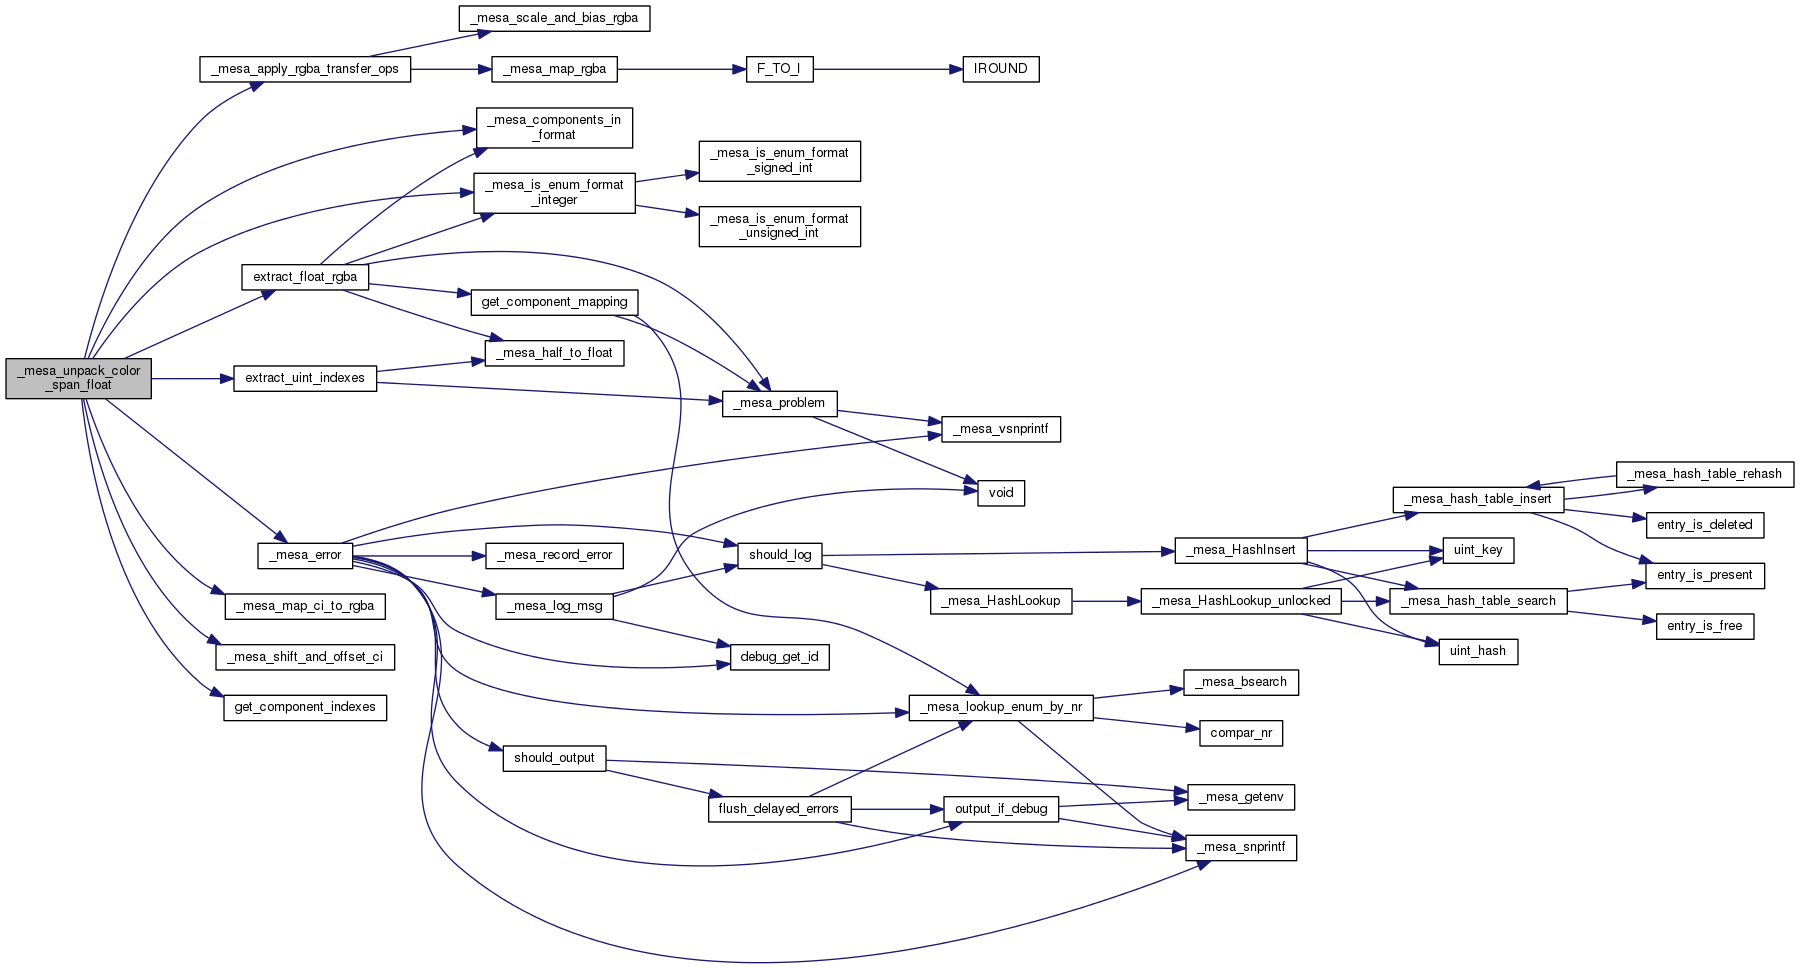 _mesa_scale_and_bias_rgba
_mesa_apply_rgba_transfer_ops
_mesa_map_rgba
F_TO_I
IROUND
_mesa_components_in
_format
_mesa_is_enum_format
_signed_int
_mesa_is_enum_format
_integer
_mesa_is_enum_format
_unsigned_int
extract_float_rgba
get_component_mapping
_mesa_half_to_float
_mesa_unpack_color
_span_float
extract_uint_indexes
_mesa_problem
_mesa_vsnprintf
void
_mesa_hash_table_rehash
_mesa_hash_table_insert
entry_is_deleted
_mesa_error
_mesa_record_error
should_log
_mesa_HashInsert
uint_key
entry_is_present
_mesa_map_ci_to_rgba
_mesa_log_msg
_mesa_HashLookup
_mesa_HashLookup_unlocked
_mesa_hash_table_search
entry_is_free
_mesa_shift_and_offset_ci
debug_get_id
uint_hash
_mesa_bsearch
get_component_indexes
_mesa_lookup_enum_by_nr
compar_nr
should_output
flush_delayed_errors
output_if_debug
_mesa_getenv
_mesa_snprintf